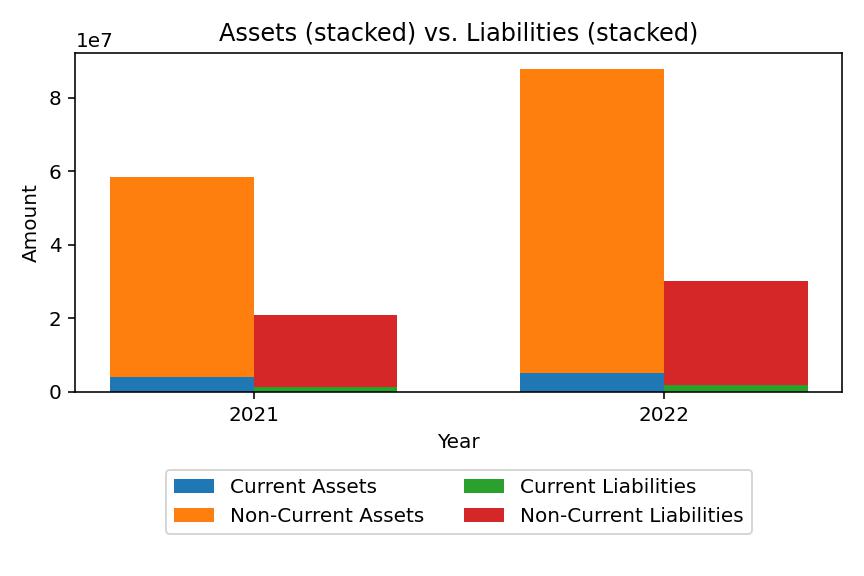 Assets (stacked) vs. Liabilities (stacked)
1e7
8
6
4
2
0
Amount
2021 2022
Year
Current Assets Current Liabilities
Non-Current Assets Non-Current Liabilities